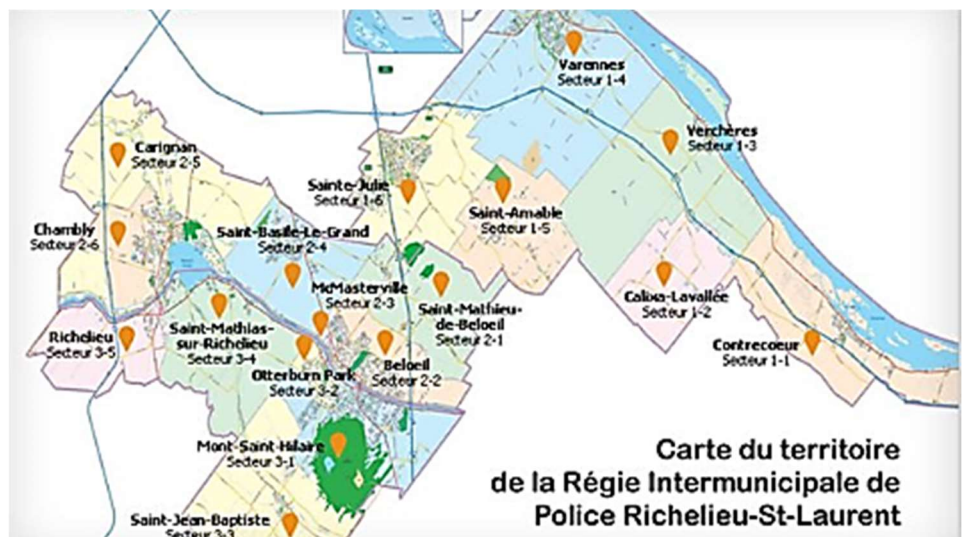 Varennes
Secteur 1-4
Verchères
Secteur 1-3
Carignan
Secteur 2-5
Sainte-Julie
Secteur 1-6
Saint-Amable
Secteur 1-5
Chambly
Secteur 2-6
Saint-Basile-Le-Grand
Secteur 2-4
McMasterville
Secteur 2-3
Saint-Mathieu-
de-Beloeil
Secteur 2-1
Calixa-Lavallée
Secteur 1-2
Richelieu
Secteur 3-5
Saint-Mathias-
sur-Richelieu
Secteur 3-4
Contrecoeur
Secteur 1-1
Beloeil
Secteur 2-2
Otterburn Park
Secteur 3-2
Mont-Saint-Hilaire
Secteur 3-1
Saint-Jean-Baptiste
Secteur 3-3
Carte du territoire
de la Régie Intermunicipale de
Police Richelieu-St-Laurent